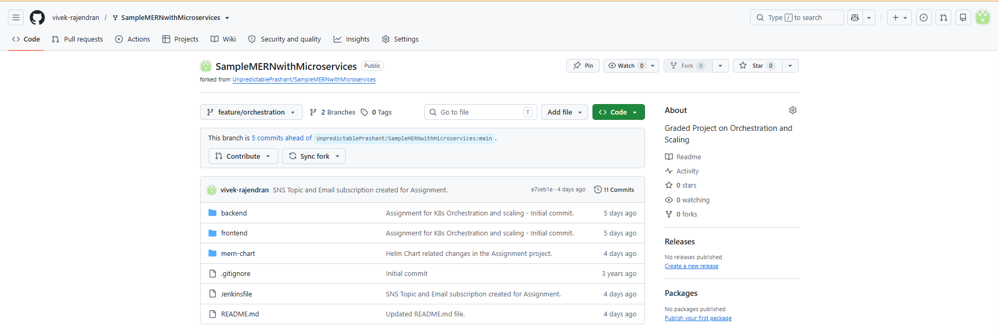 vivek-rajendran / SampleMERNwithMicroservices
Type / to search
Code Pull requests Actions Projects Wiki Security and quality Insights Settings
SampleMERNwithMicroservices Public
Pin Watch 0 Fork 0 Star 0
forked from UnpredictablePrashant/SampleMERNwithMicroservices
feature/orchestration 2 Branches 0 Tags Go to file T Add file Code
This branch is 5 commits ahead of UnpredictablePrashant/SampleMERNwithMicroservices:main .
Contribute Sync fork
vivek-rajendran SNS Topic and Email subscription created for Assignment. a7ceb1e · 4 days ago 11 Commits
backend Assignment for K8s Orchestration and scaling - Initial commit. 5 days ago
frontend Assignment for K8s Orchestration and scaling - Initial commit. 5 days ago
mern-chart Helm Chart related changes in the Assignment project. 4 days ago
.gitignore Initial commit 3 years ago
Jenkinsfile SNS Topic and Email subscription created for Assignment. 4 days ago
README.md Updated README.md file. 4 days ago
About
Graded Project on Orchestration and
Scaling
Readme
Activity
0 stars
0 watching
0 forks
Releases
No releases published
Create a new release
Packages
No packages published
Publish your first package